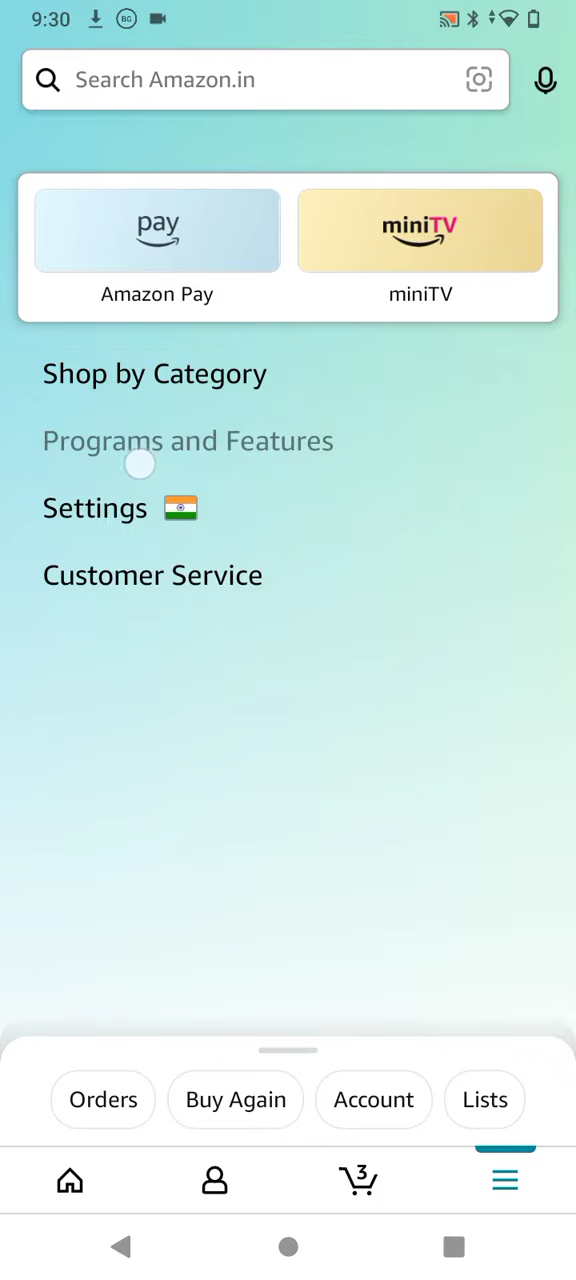 9:30 BG
Search Amazon.in
pay
miniTV
Amazon Pay
miniTV
Shop by Category
Programs and Features
Settings
Customer Service
Orders
Buy Again
Account
Lists
3